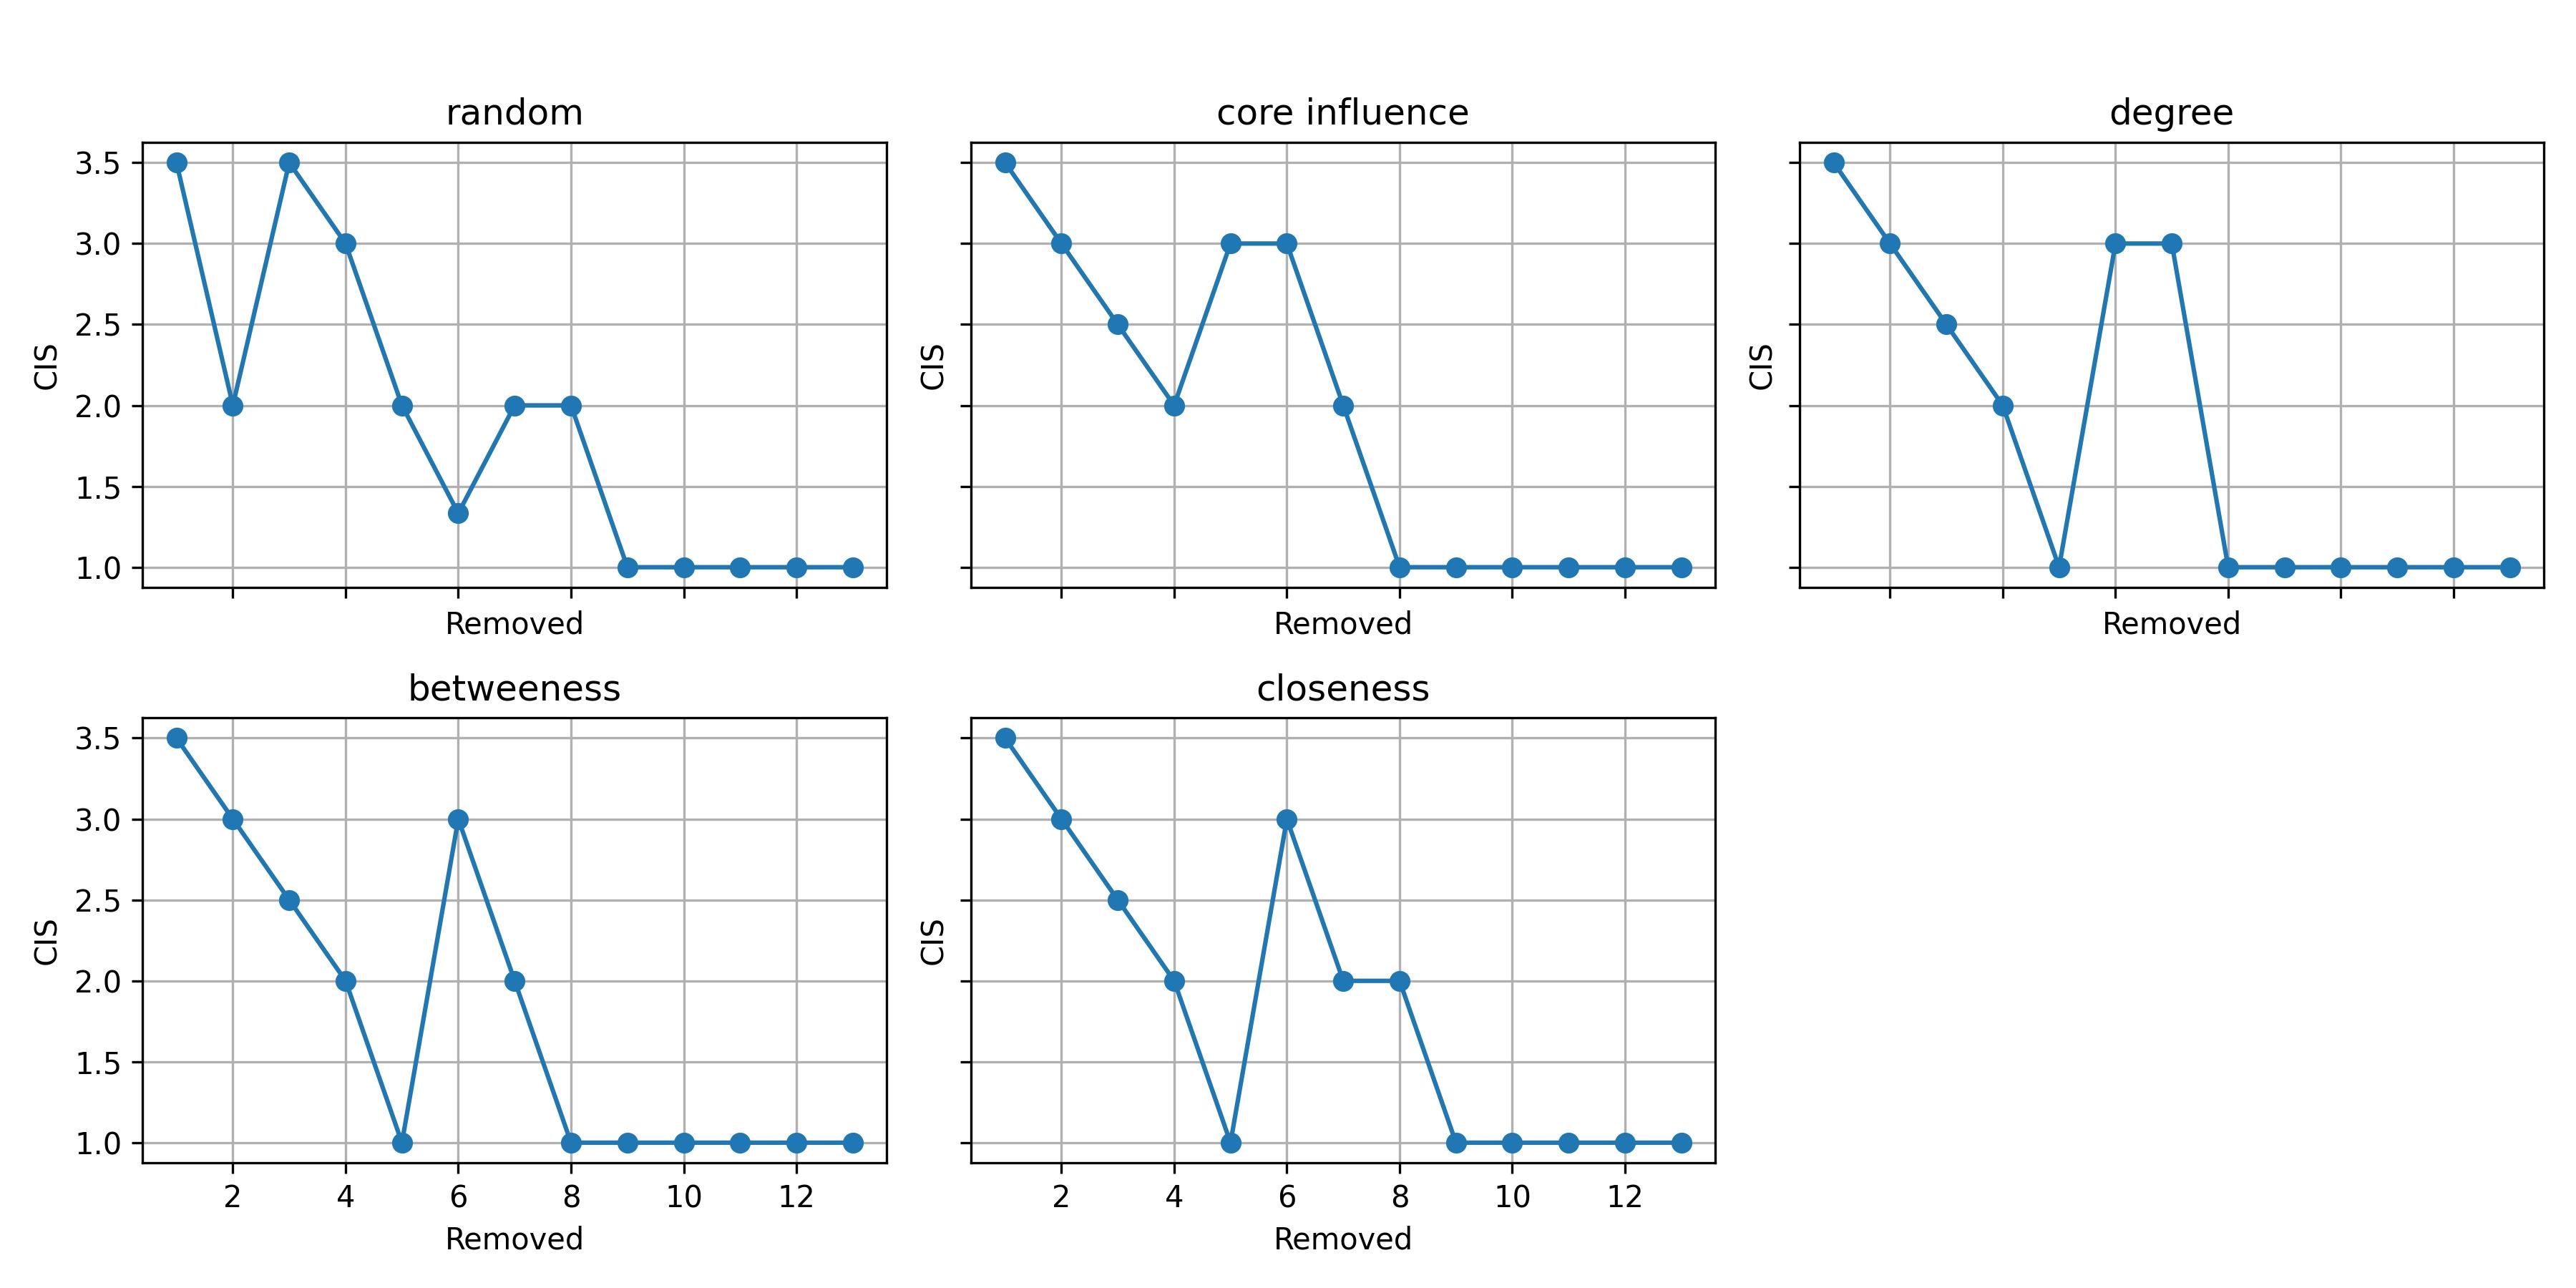 random
core influence
degree
3.5
3.0
2.5
2.0
1.5
1.0
CIS
CIS
CIS
Removed
Removed
Removed
betweeness
closeness
3.5
3.0
2.5
2.0
1.5
1.0
CIS
CIS
2 4 6 8 10 12
2 4 6 8 10 12
Removed
Removed